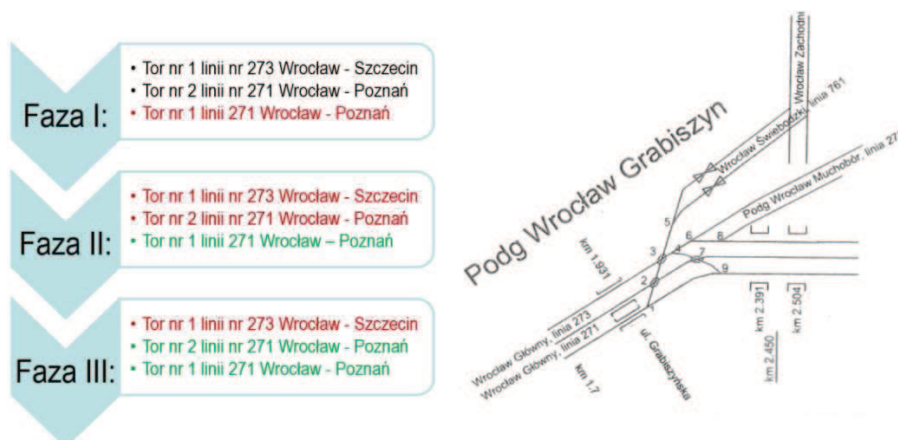 Faza I:
• Tor nr 1 linii nr 273 Wrocław - Szczecin
• Tor nr 2 linii nr 271 Wrocław - Poznań
• Tor nr 1 linii 271 Wrocław - Poznań
Faza II:
• Tor nr 1 linii nr 273 Wrocław - Szczecin
• Tor nr 2 linii nr 271 Wrocław - Poznań
• Tor nr 1 linii 271 Wrocław – Poznań
Faza III:
• Tor nr 1 linii nr 273 Wrocław - Szczecin
• Tor nr 2 linii nr 271 Wrocław - Poznań
• Tor nr 1 linii 271 Wrocław - Poznań
Podg Wrocław Grabiszyn
Wrocław Zachodni
Wrocław Świebodzki, linia 761
Podg Wrocław Muchobór, linia
5
6
8
3
4
7
2
9
1
km 1.931
Wrocław Główny, linia 273
Wrocław Główny, linia 271
km 1.7
ul. Grabiszyńska
km 2.391
km 2.504
km 2.450